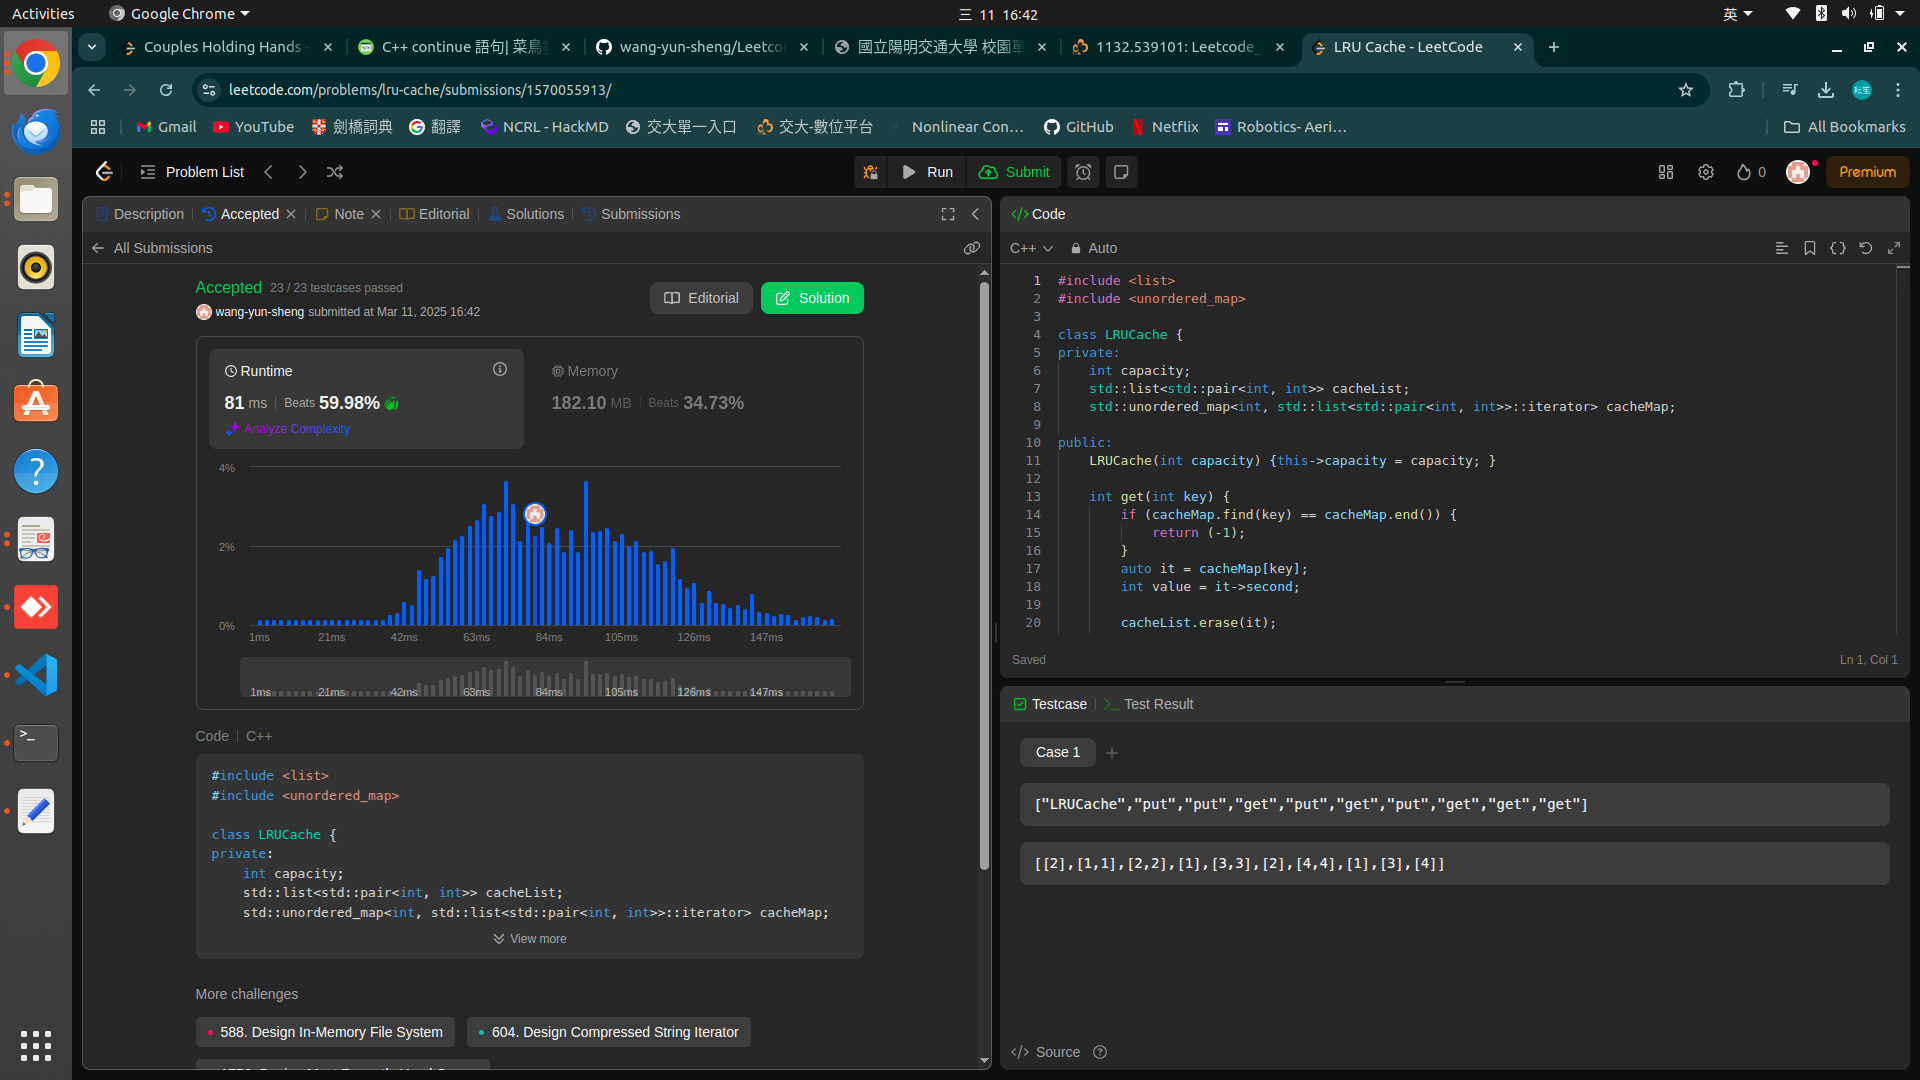 Activities
Google Chrome
三 11 16:42
英
Couples Holding Hands -
C++ continue 語句| 菜鳥
wang-yun-sheng/Leetco
國立陽明交通大學 校園單
1132.539101: Leetcode_
LRU Cache - LeetCode
leetcode.com/problems/lru-cache/submissions/1570055913/
Gmail
YouTube
劍橋詞典
翻譯
NCRL - HackMD
交大單一入口
交大-數位平台
Nonlinear Con…
GitHub
Netflix
Robotics- Aeri…
All Bookmarks
Problem List
Run
Submit
0
Premium
Description
Accepted
Note
Editorial
Solutions
Submissions
All Submissions
Accepted 23 / 23 testcases passed
wang-yun-sheng submitted at Mar 11, 2025 16:42
Editorial
Solution
Runtime
81 ms | Beats 59.98%
Analyze Complexity
Memory
182.10 MB | Beats 34.73%
4%
2%
0%
1ms 21ms 42ms 63ms 84ms 105ms 126ms 147ms
1ms 21ms 42ms 63ms 84ms 105ms 126ms 147ms
Code | C++
#include <list>
#include <unordered_map>
class LRUCache {
private:
int capacity;
std::list<std::pair<int, int>> cacheList;
std::unordered_map<int, std::list<std::pair<int, int>>::iterator> cacheMap;
View more
More challenges
588. Design In-Memory File System
604. Design Compressed String Iterator
Code
C++
Auto
1 #include <list>
2 #include <unordered_map>
3
4 class LRUCache {
5 private:
6 int capacity;
7 std::list<std::pair<int, int>> cacheList;
8 std::unordered_map<int, std::list<std::pair<int, int>>::iterator> cacheMap;
9
10 public:
11 LRUCache(int capacity) {this->capacity = capacity; }
12
13 int get(int key) {
14 if (cacheMap.find(key) == cacheMap.end()) {
15 return (-1);
16 }
17 auto it = cacheMap[key];
18 int value = it->second;
19
20 cacheList.erase(it);
Saved
Ln 1, Col 1
Testcase
Test Result
Case 1
["LRUCache","put","put","get","put","get","put","get","get","get"]
[[2],[1,1],[2,2],[1],[3,3],[2],[4,4],[1],[3],[4]]
Source